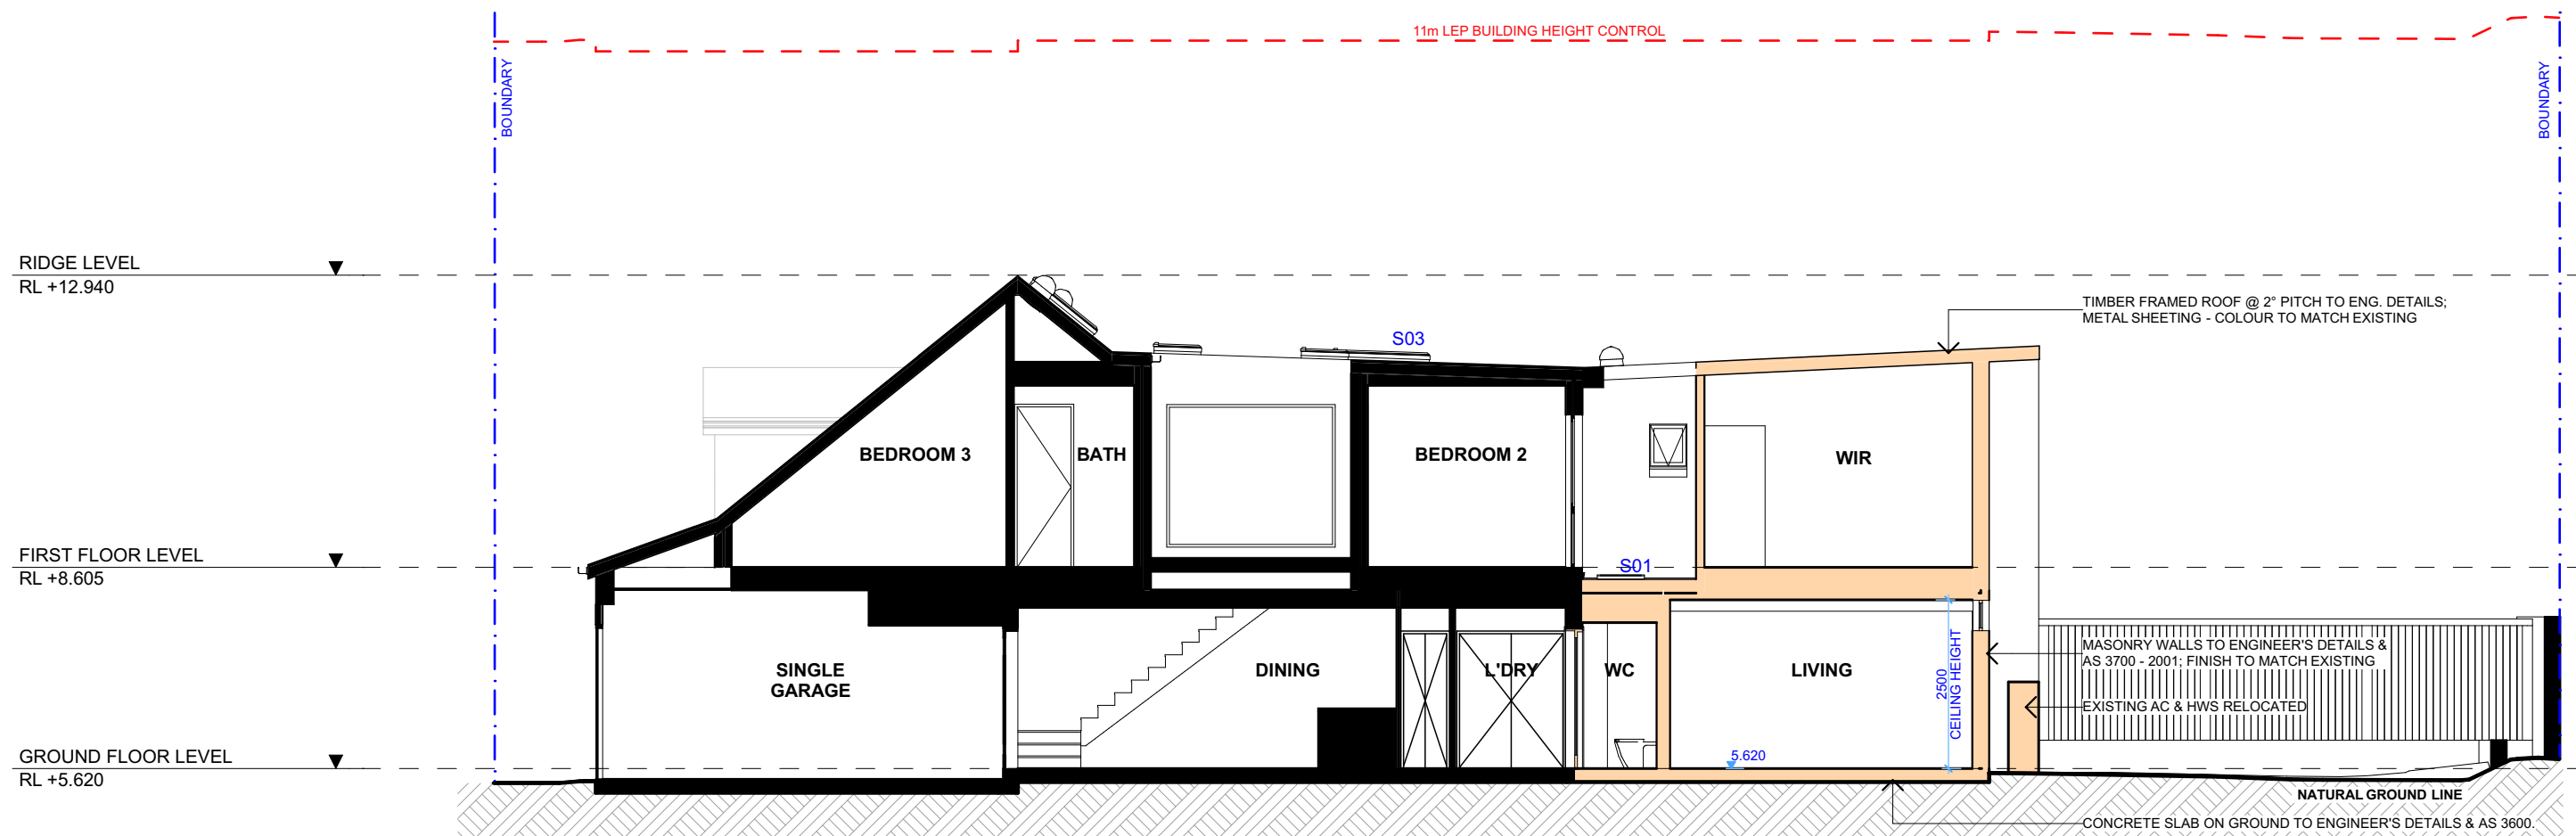 11m LEP BUILDING HEIGHT CONTROL
BOUNDARY
BOUNDARY
RIDGE LEVEL
RL +12.940
TIMBER FRAMED ROOF @ 2° PITCH TO ENG. DETAILS;
METAL SHEETING - COLOUR TO MATCH EXISTING
S03
BEDROOM 3
BATH
BEDROOM 2
WIR
FIRST FLOOR LEVEL
RL +8.605
S01
SINGLE
GARAGE
DINING
L'DRY
WC
LIVING
2500
CEILING HEIGHT
MASONRY WALLS TO ENGINEER'S DETAILS &
AS 3700 - 2001; FINISH TO MATCH EXISTING
EXISTING AC & HWS RELOCATED
GROUND FLOOR LEVEL
RL +5.620
5.620
NATURAL GROUND LINE
CONCRETE SLAB ON GROUND TO ENGINEER'S DETAILS & AS 3600.